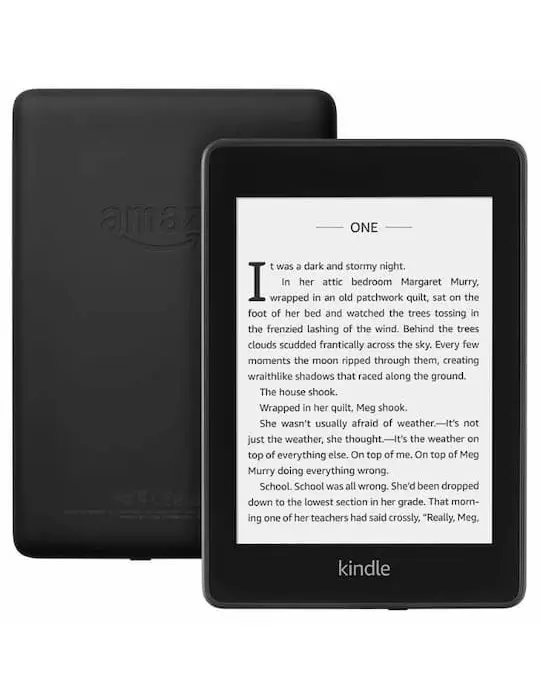 amaz
ONE
It was a dark and stormy night.
In her attic bedroom Margaret Murry,
wrapped in an old patchwork quilt, sat on the
foot of her bed and watched the trees tossing in
the frenzied lashing of the wind. Behind the trees
clouds scudded frantically across the sky. Every few
moments the moon ripped through them, creating
wraithlike shadows that raced along the ground.
The house shook.
Wrapped in her quilt, Meg shook.
She wasn't usually afraid of weather.—It's not
just the weather, she thought.—It's the weather on
top of everything else. On top of me. On top of Meg
Murry doing everything wrong.
School. School was all wrong. She'd been dropped
down to the lowest section in her grade. That morn-
ing one of her teachers had said crossly, “Really, Meg,
kindle